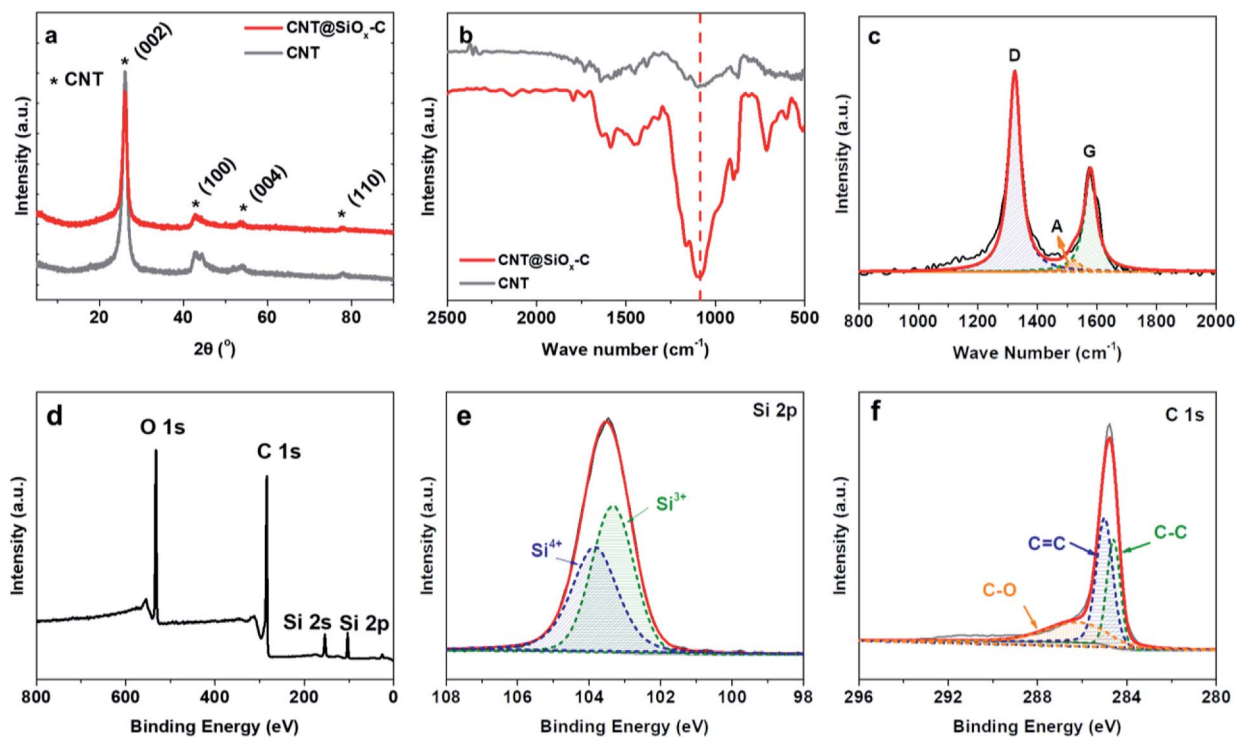 a
CNT@SiOₓ-C
CNT
* CNT
* (002)
* (100)
* (004)
* (110)
Intensity (a.u.)
20 40 60 80
2θ (°)
b
CNT@SiOₓ-C
CNT
Intensity (a.u.)
2500 2000 1500 1000 500
Wave number (cm⁻¹)
c
D
G
A
Intensity (a.u.)
800 1000 1200 1400 1600 1800 2000
Wave Number (cm⁻¹)
d
O 1s
C 1s
Si 2s Si 2p
Intensity (a.u.)
800 600 400 200 0
Binding Energy (eV)
e
Si 2p
Si³⁺
Si⁴⁺
Intensity (a.u.)
108 106 104 102 100 98
Binding Energy (eV)
f
C 1s
C=C
C-C
C-O
Intensity (a.u.)
296 292 288 284 280
Binding Energy (eV)